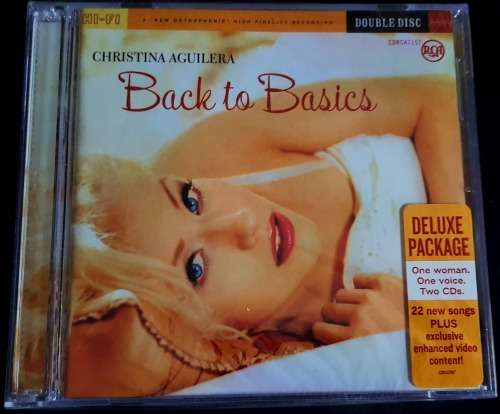 HI-FI
A "NEW ORTHOPHONIC" HIGH FIDELITY RECORDING
DOUBLE DISC
RCA
CHRISTINA AGUILERA
Back to Basics
DELUXE
PACKAGE
One woman.
One voice.
Two CDs.
22 new songs
PLUS
exclusive
enhanced video
content!